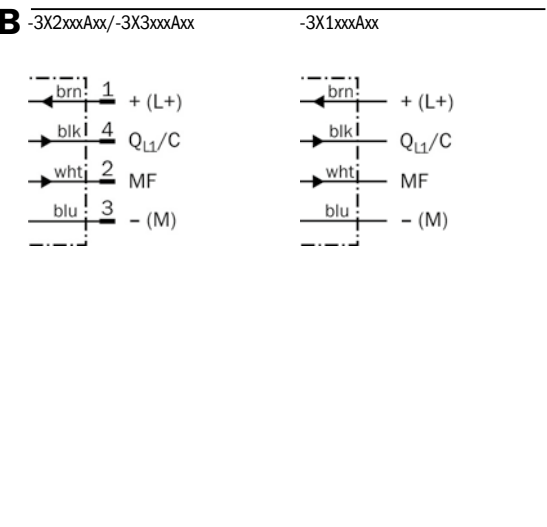 B -3X2xxxAxx/-3X3xxxAxx
brn 1 + (L+)
blk 4 QL1/C
wht 2 MF
blu 3 – (M)
-3X1xxxAxx
brn + (L+)
blk QL1/C
wht MF
blu – (M)